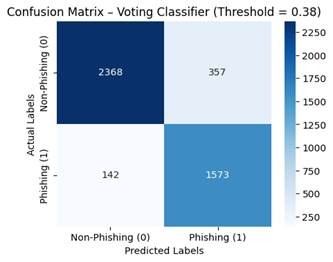 Confusion Matrix – Voting Classifier (Threshold = 0.38)
Actual Labels
Non-Phishing (0)
Phishing (1)
2368
357
142
1573
Non-Phishing (0)
Phishing (1)
Predicted Labels
2250
2000
1750
1500
1250
1000
750
500
250